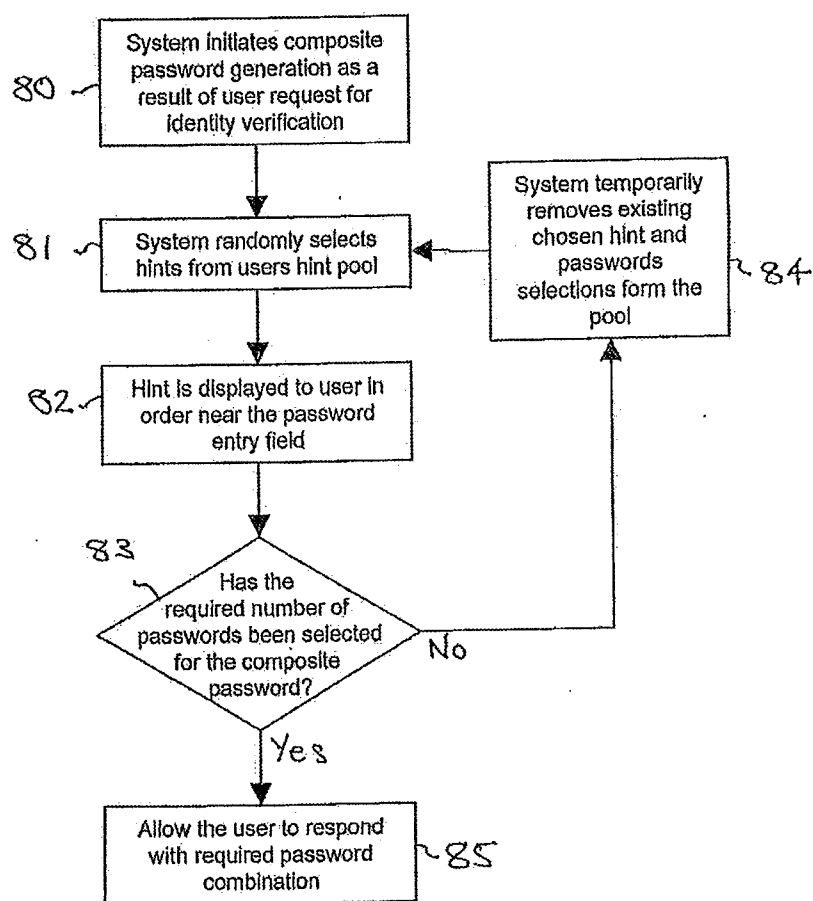 System initiates composite
password generation as a
result of user request for
identity verification
80
System temporarily
removes existing
chosen hint and
passwords
selections form the
pool
84
81
System randomly selects
hints from users hint pool
82
Hint is displayed to user in
order near the password
entry field
83
Has the
required number of
passwords been selected
for the composite
password?
No
Yes
Allow the user to respond
with required password
combination
85